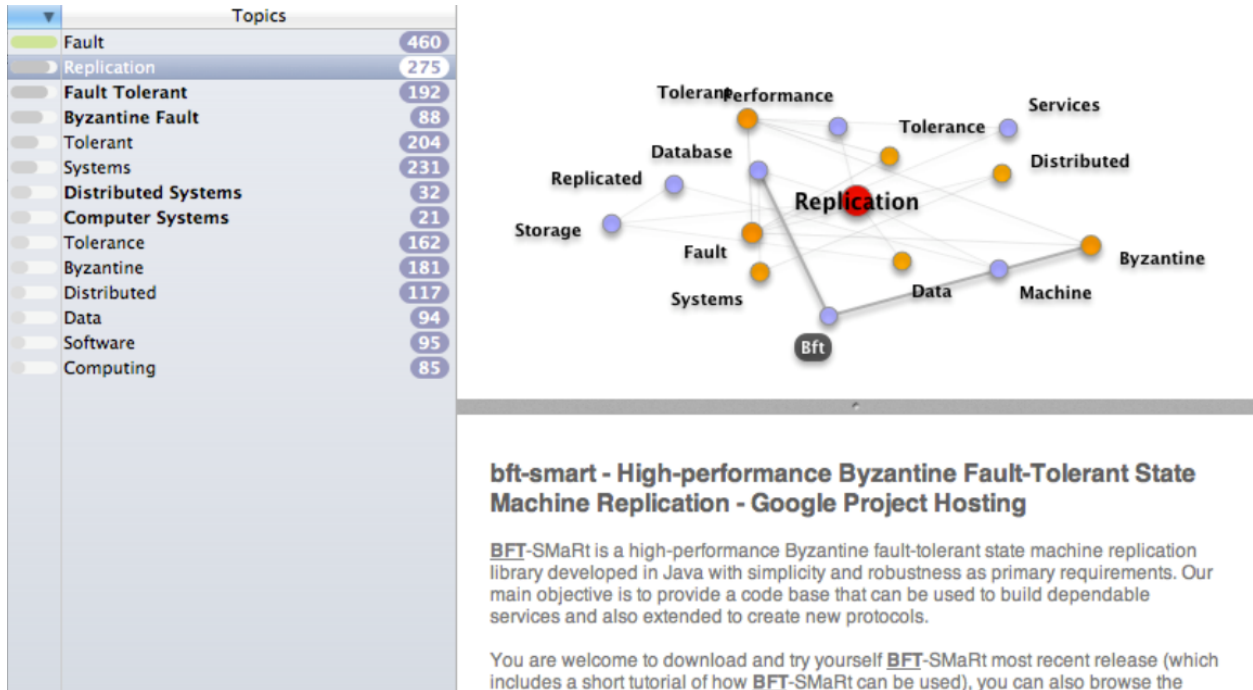 Topics
Fault 460
Replication 275
Fault Tolerant 192
Byzantine Fault 88
Tolerant 204
Systems 231
Distributed Systems 32
Computer Systems 21
Tolerance 162
Byzantine 181
Distributed 117
Data 94
Software 95
Computing 85
Tolerant
Performance
Services
Tolerance
Database
Distributed
Replicated
Replication
Storage
Fault
Byzantine
Systems
Data
Machine
Bft
bft-smart - High-performance Byzantine Fault-Tolerant State
Machine Replication - Google Project Hosting
BFT-SMaRt is a high-performance Byzantine fault-tolerant state machine replication
library developed in Java with simplicity and robustness as primary requirements. Our
main objective is to provide a code base that can be used to build dependable
services and also extended to create new protocols.
You are welcome to download and try yourself BFT-SMaRt most recent release (which
includes a short tutorial of how BFT-SMaRt can be used), you can also browse the